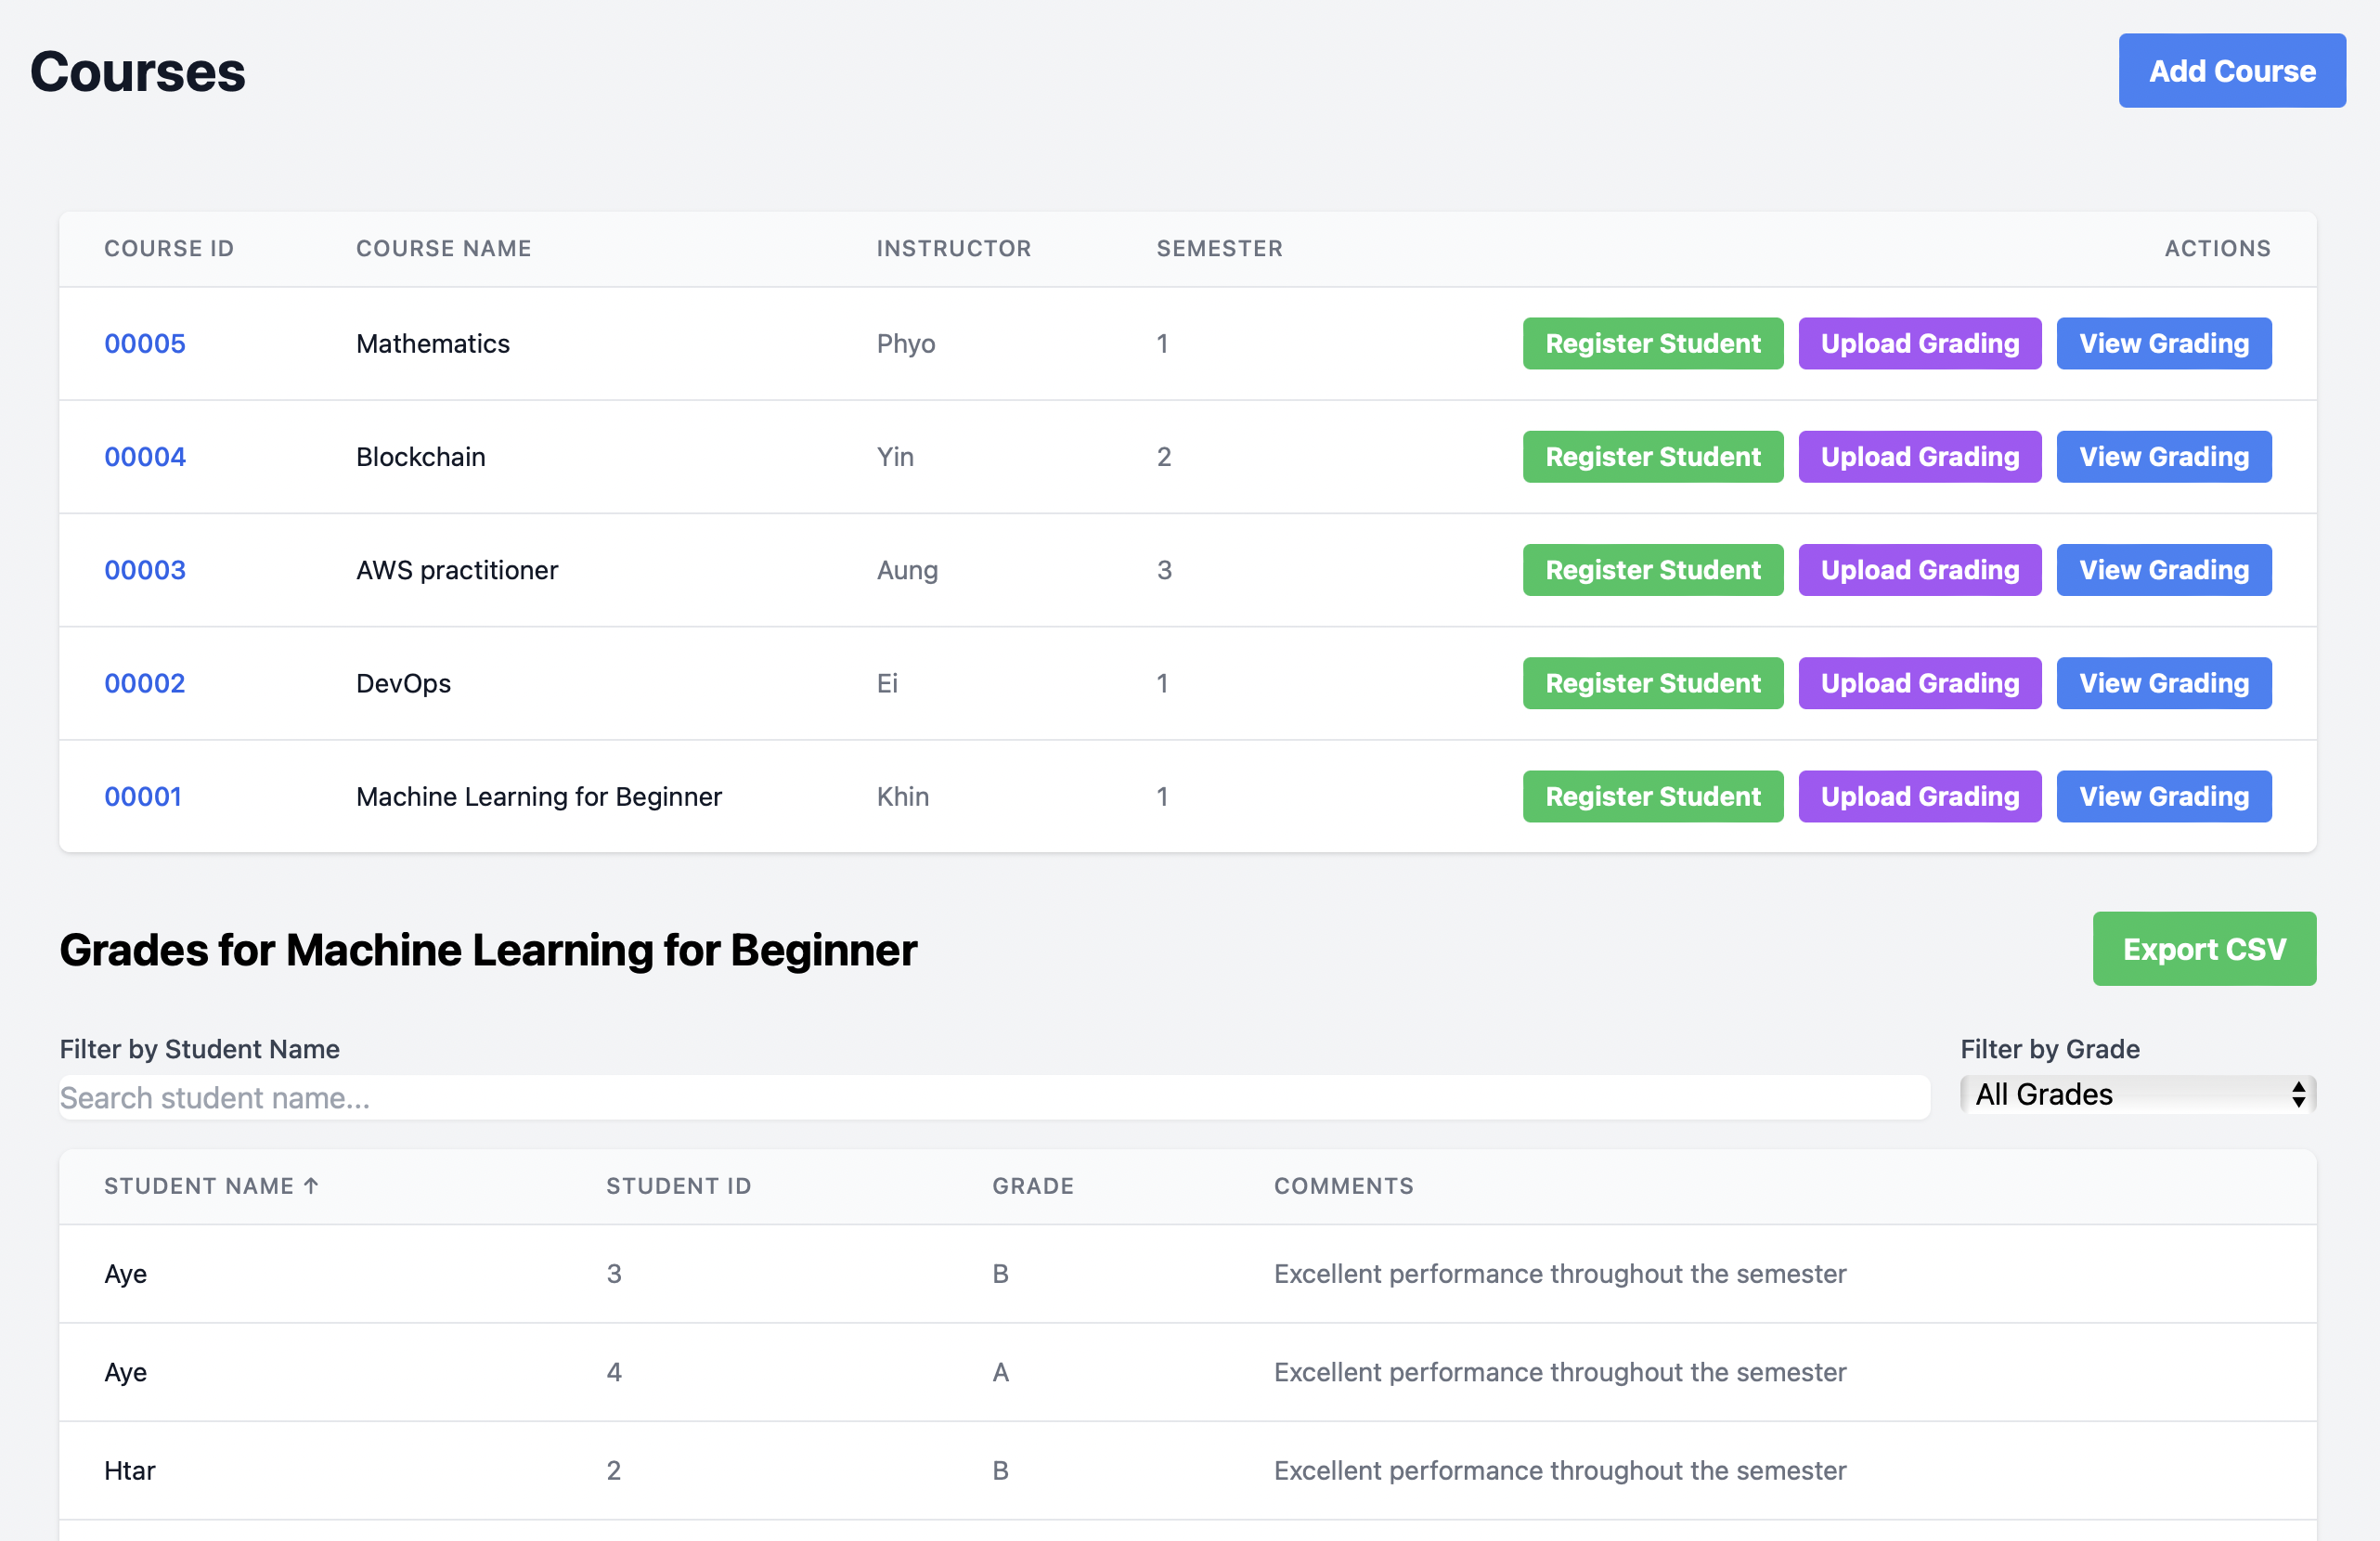 Courses
Add Course
COURSE ID COURSE NAME INSTRUCTOR SEMESTER ACTIONS
00005 Mathematics Phyo 1 Register Student Upload Grading View Grading
00004 Blockchain Yin 2 Register Student Upload Grading View Grading
00003 AWS practitioner Aung 3 Register Student Upload Grading View Grading
00002 DevOps Ei 1 Register Student Upload Grading View Grading
00001 Machine Learning for Beginner Khin 1 Register Student Upload Grading View Grading
Grades for Machine Learning for Beginner
Export CSV
Filter by Student Name Filter by Grade
Search student name... All Grades
STUDENT NAME ↑ STUDENT ID GRADE COMMENTS
Aye 3 B Excellent performance throughout the semester
Aye 4 A Excellent performance throughout the semester
Htar 2 B Excellent performance throughout the semester